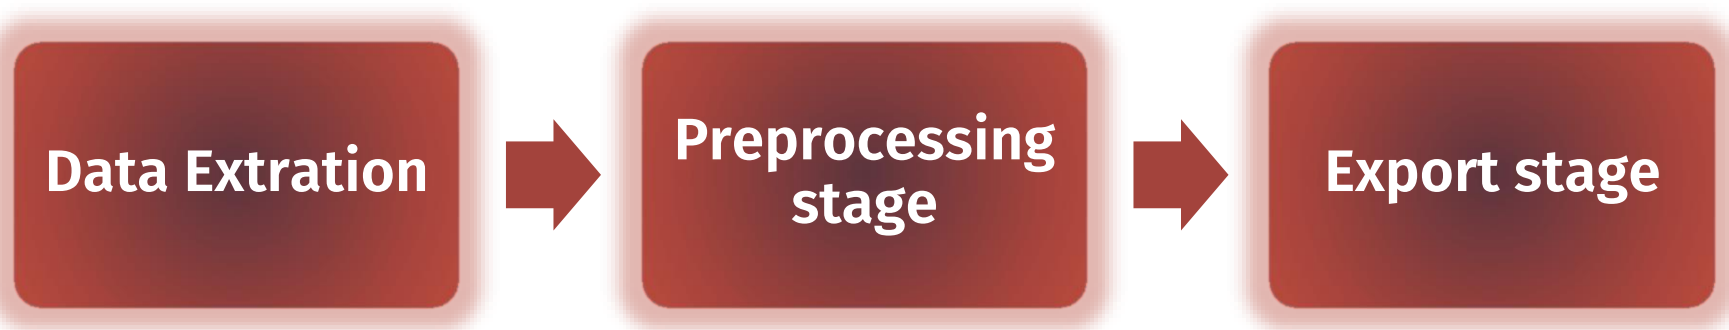 Data Extration
Preprocessing
stage
Export stage